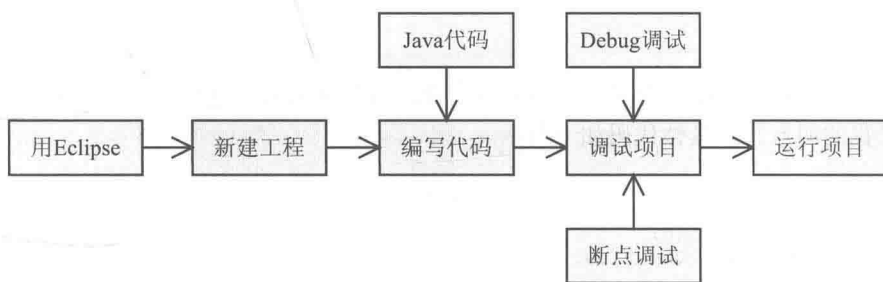 Java代码
Debug调试
用Eclipse
新建工程
编写代码
调试项目
运行项目
断点调试